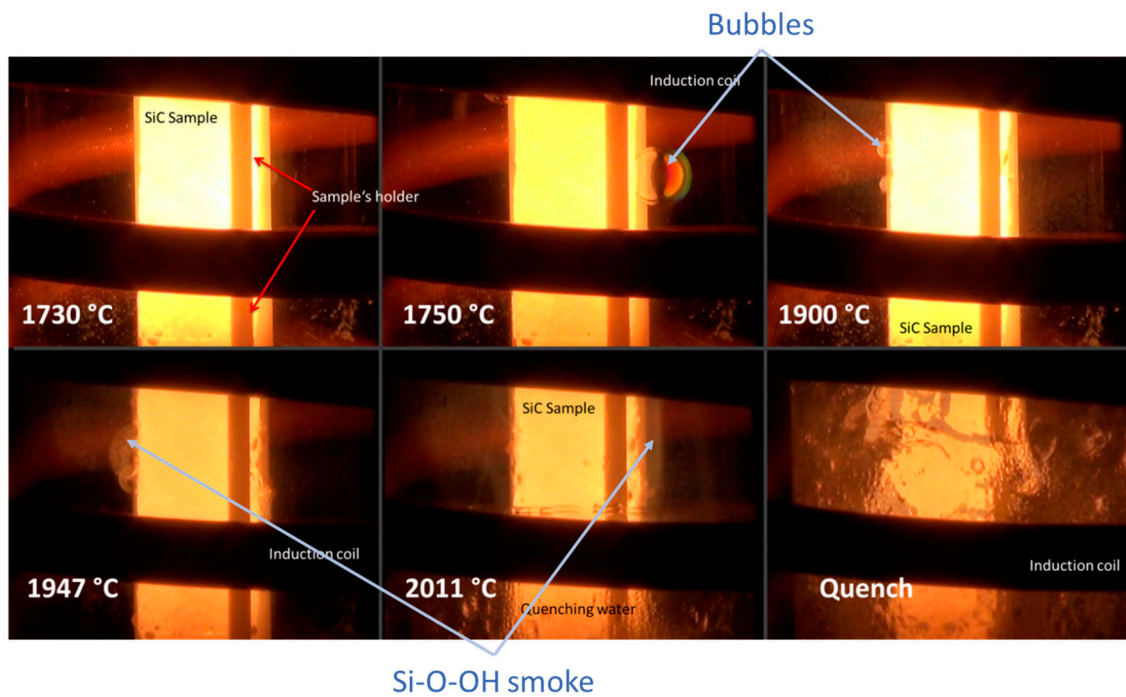 Bubbles
SiC Sample
Induction coil
Sample's holder
1730 °C
1750 °C
1900 °C
SiC Sample
SiC Sample
Induction coil
Induction coil
1947 °C
2011 °C
Quench
Quenching water
Si-O-OH smoke